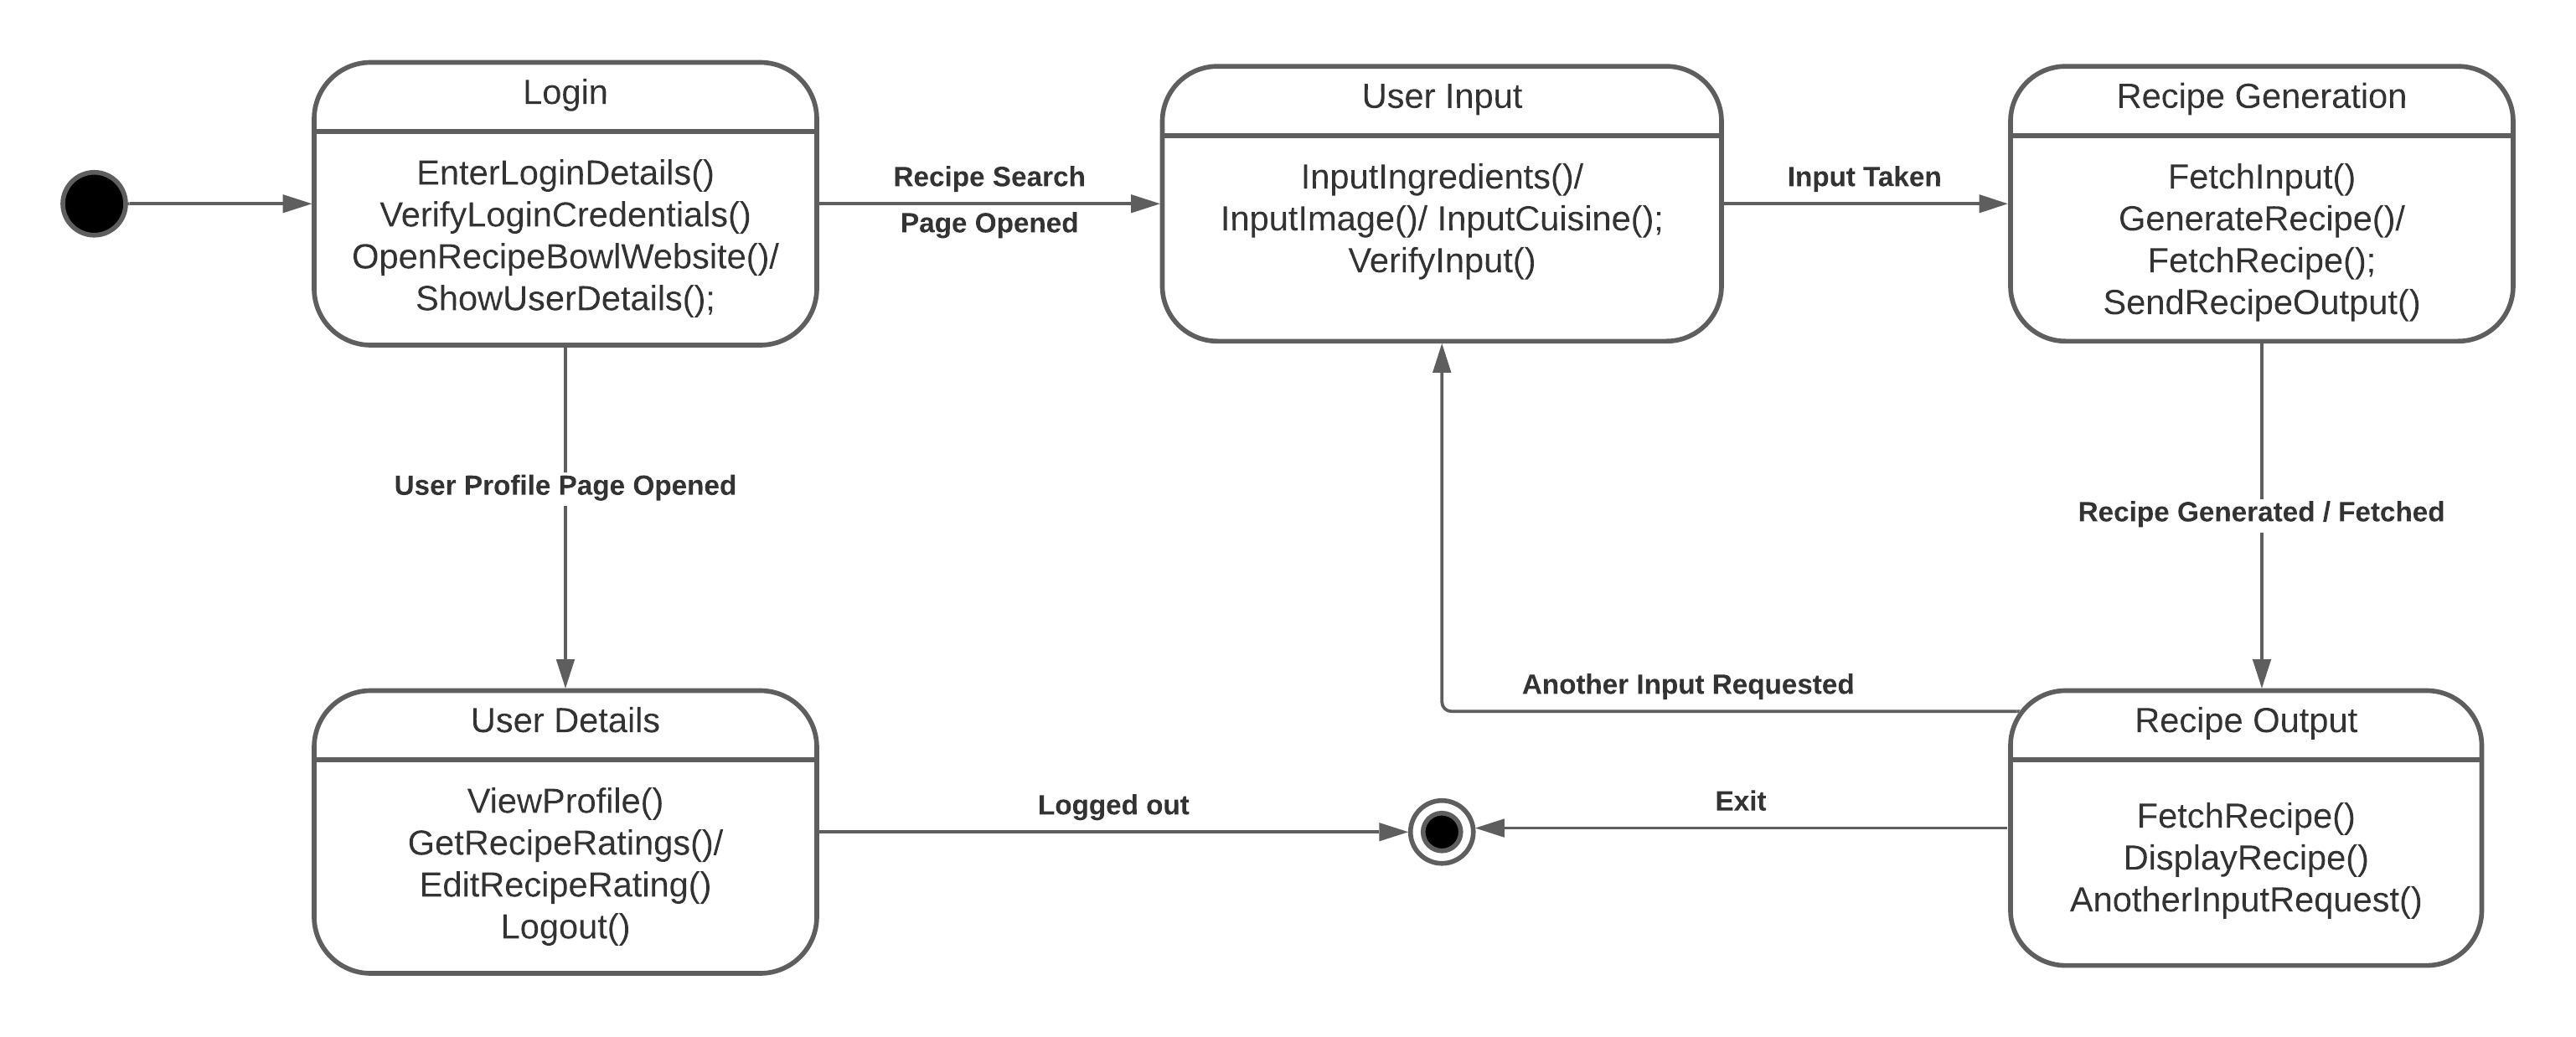 Login
EnterLoginDetails()
VerifyLoginCredentials()
OpenRecipeBowlWebsite()/
ShowUserDetails();
Recipe Search
Page Opened
User Input
InputIngredients()/
InputImage()/ InputCuisine();
VerifyInput()
Input Taken
Recipe Generation
FetchInput()
GenerateRecipe()/
FetchRecipe();
SendRecipeOutput()
User Profile Page Opened
Recipe Generated / Fetched
Another Input Requested
User Details
ViewProfile()
GetRecipeRatings()/
EditRecipeRating()
Logout()
Logged out
Exit
Recipe Output
FetchRecipe()
DisplayRecipe()
AnotherInputRequest()